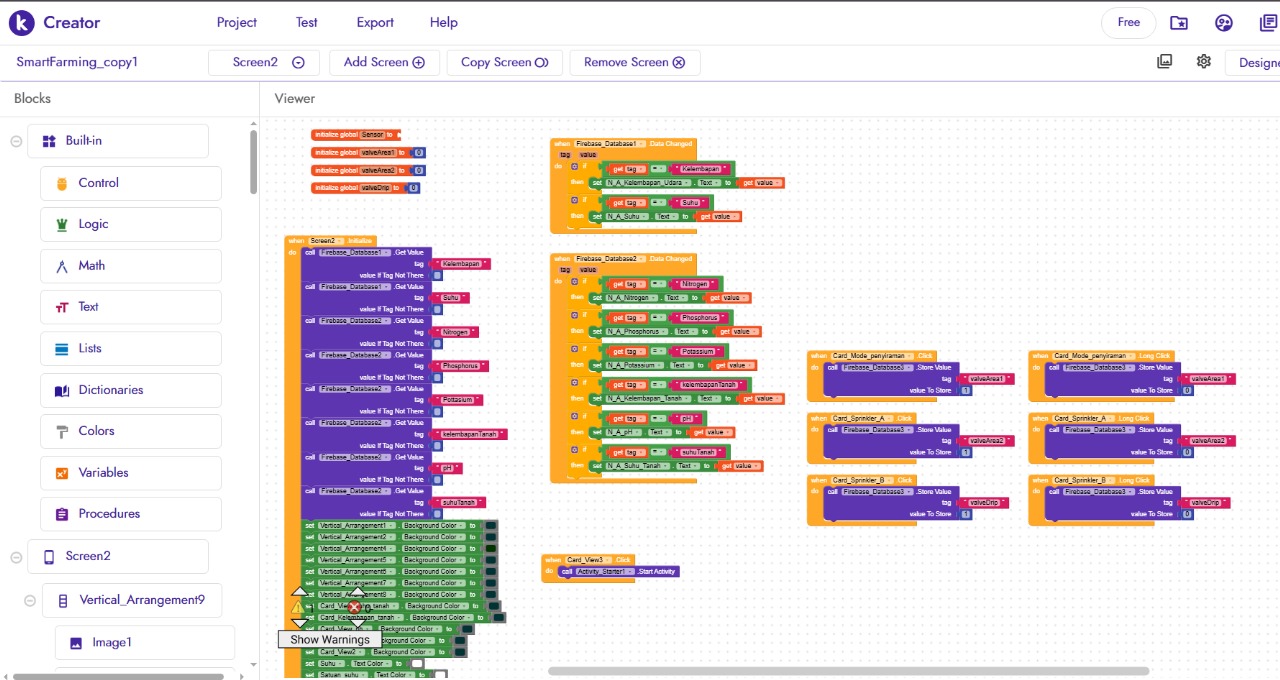 Creator
Project
Test
Export
Help
Free
SmartFarming_copy1
Screen2
Add Screen
Copy Screen
Remove Screen
Designe
Blocks
Viewer
Built-in
Control
Logic
Math
Text
Lists
Dictionaries
Colors
Variables
Procedures
Screen2
Vertical_Arrangement9
Image1
initialize global Sensor to
initialize global valveArea1 to 0
initialize global valveArea2 to 0
initialize global valveDrip to 0
when Screen2 .Initialize
do call Firebase_Database1 .Get Value
tag " Kelembapan "
value If Tag Not There
call Firebase_Database1 .Get Value
tag " Suhu "
value If Tag Not There
call Firebase_Database2 .Get Value
tag " Nitrogen "
value If Tag Not There
call Firebase_Database2 .Get Value
tag " Phosphorus "
value If Tag Not There
call Firebase_Database2 .Get Value
tag " Potasium "
value If Tag Not There
call Firebase_Database2 .Get Value
tag " kelembapanTanah "
value If Tag Not There
call Firebase_Database2 .Get Value
tag " pH "
value If Tag Not There
call Firebase_Database2 .Get Value
tag " suhuTanah "
value If Tag Not There
set Vertical_Arrangement1 . Background Color to
set Vertical_Arrangement2 . Background Color to
set Vertical_Arrangement4 . Background Color to
set Vertical_Arrangement5 . Background Color to
set Vertical_Arrangement6 . Background Color to
set Vertical_Arrangement7 . Background Color to
set Vertical_Arrangement8 . Background Color to
_tanah . Background Color to
set Card_Kelembapan_tanah . Background Color to
. Background Color to
Background Color to
set Card_View2 . Background Color to
set Suhu . Text Color to
set Satuan_suhu . Text Color to
Show Warnings
when Firebase_Database1 .Data Changed
tag value
do if get tag = " Kelembapan "
then set N_A_Kelembapan_Udara . Text to get value
if get tag = " Suhu "
then set N_A_Suhu . Text to get value
when Firebase_Database2 .Data Changed
tag value
do if get tag = " Nitrogen "
then set N_A_Nitrogen . Text to get value
if get tag = " Phosphorus "
then set N_A_Phosphorus . Text to get value
if get tag = " Potassium "
then set N_A_Potassium . Text to get value
if get tag = " kelembapanTanah "
then set N_A_Kelembapan_Tanah . Text to get value
if get tag = " pH "
then set N_A_pH . Text to get value
if get tag = " suhuTanah "
then set N_A_Suhu_Tanah . Text to get value
when Card_View3 .Click
do call Activity_Starter1 .Start Activity
when Card_Mode_penyiraman .Click
do call Firebase_Database3 .Store Value
tag " valveArea1 "
value To Store 1
when Card_Sprinkler_A .Click
do call Firebase_Database3 .Store Value
tag " valveArea2 "
value To Store 1
when Card_Sprinkler_B .Click
do call Firebase_Database3 .Store Value
tag " valveDrip "
value To Store 1
when Card_Mode_penyiraman .Long Click
do call Firebase_Database3 .Store Value
tag " valveArea1 "
value To Store 0
when Card_Sprinkler_A .Long Click
do call Firebase_Database3 .Store Value
tag " valveArea2 "
value To Store 0
when Card_Sprinkler_B .Long Click
do call Firebase_Database3 .Store Value
tag " valveDrip "
value To Store 0